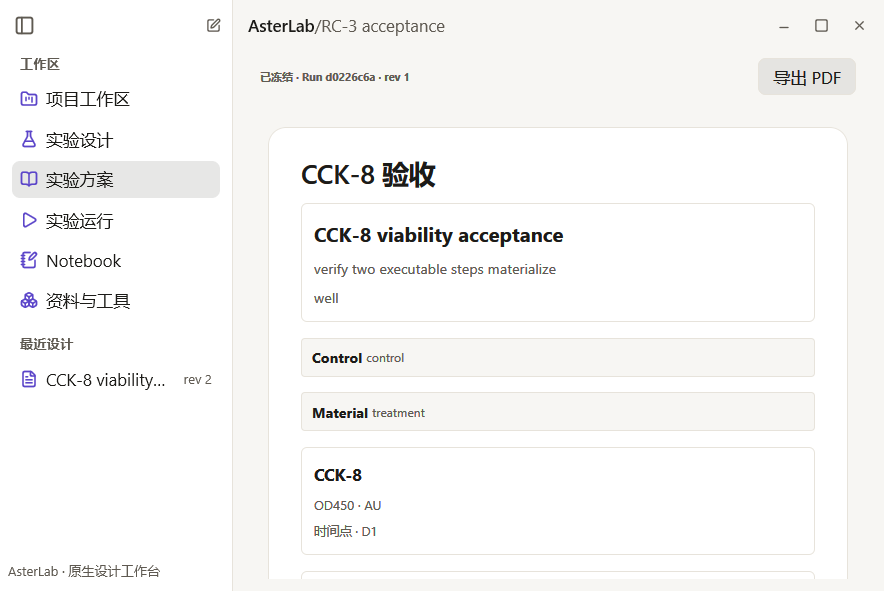 AsterLab/RC-3 acceptance
工作区
项目工作区
实验设计
实验方案
实验运行
Notebook
资料与工具
最近设计
CCK-8 viability... rev 2
AsterLab · 原生设计工作台
已冻结 · Run d0226c6a · rev 1
导出 PDF
CCK-8 验收
CCK-8 viability acceptance
verify two executable steps materialize
well
Control control
Material treatment
CCK-8
OD450 · AU
时间点 · D1